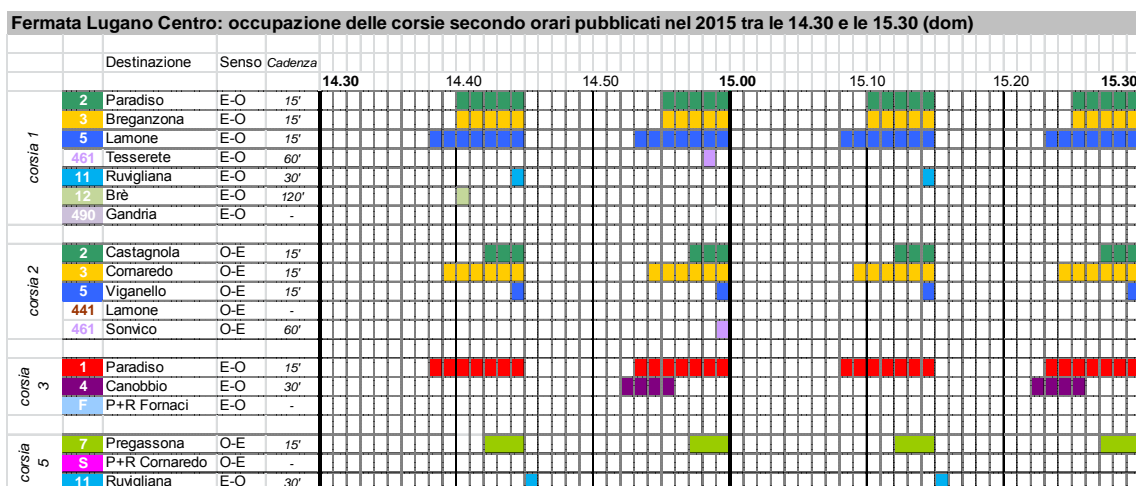 Fermata Lugano Centro: occupazione delle corsie secondo orari pubblicati nel 2015 tra le 14.30 e le 15.30 (dom)
Destinazione Senso Cadenza
14.30 14.40 14.50 15.00 15.10 15.20 15.30
corsia 1
2 Paradiso E-O 15'
3 Breganzona E-O 15'
5 Lamone E-O 15'
461 Tesserete E-O 60'
11 Ruvigliana E-O 30'
12 Brè E-O 120'
490 Gandria E-O -
corsia 2
2 Castagnola O-E 15'
3 Cornaredo O-E 15'
5 Viganello O-E 15'
441 Lamone O-E -
461 Sonvico O-E 60'
corsia 3
1 Paradiso E-O 15'
4 Canobbio E-O 30'
F P+R Fornaci E-O -
corsia 5
7 Pregassona O-E 15'
S P+R Cornaredo O-E -
11 Ruvigliana E-O 30'